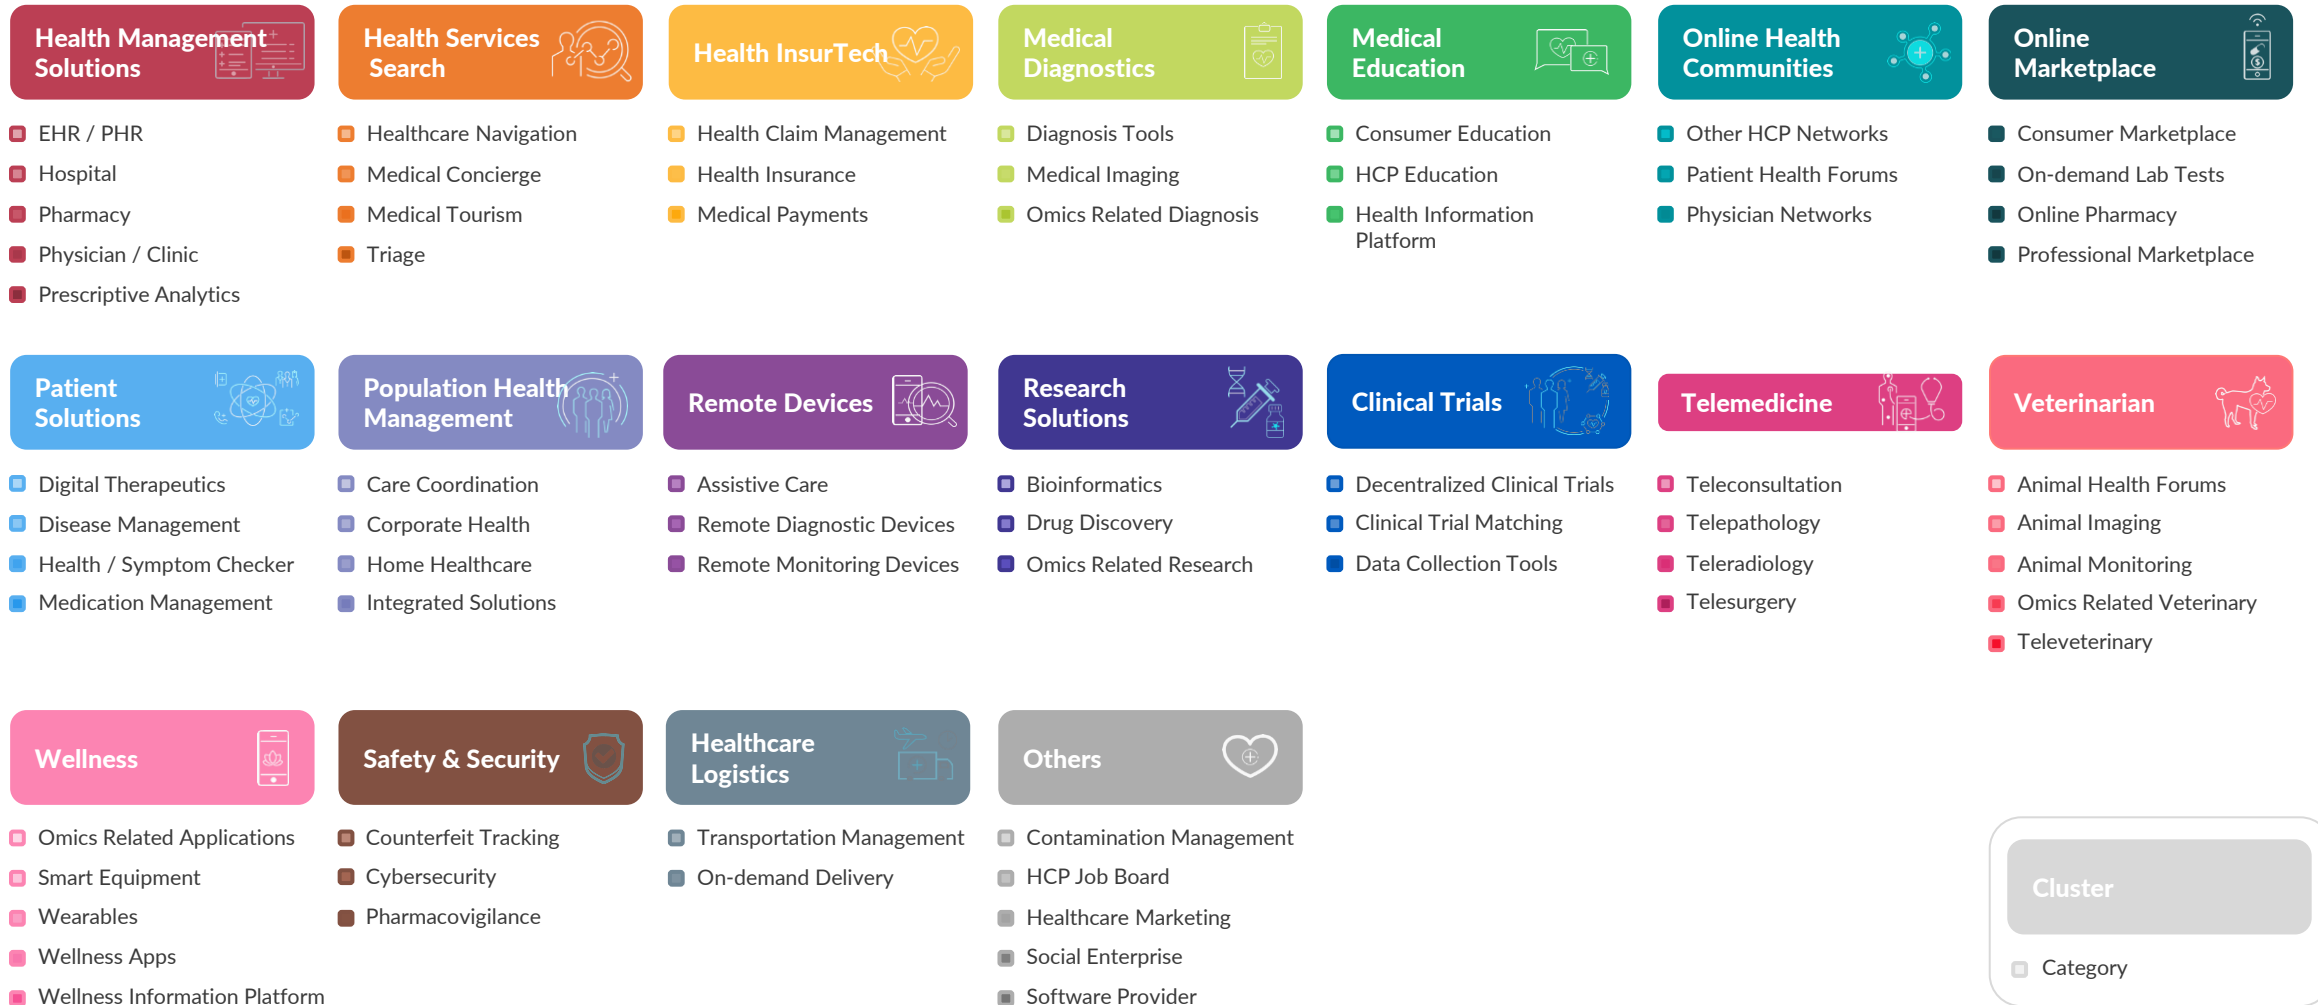 Health Management
Solutions
EHR / PHR
Hospital
Pharmacy
Physician / Clinic
Prescriptive Analytics
Health Services
Search
Healthcare Navigation
Medical Concierge
Medical Tourism
Triage
Health InsurTech
Health Claim Management
Health Insurance
Medical Payments
Medical
Diagnostics
Diagnosis Tools
Medical Imaging
Omics Related Diagnosis
Medical
Education
Consumer Education
HCP Education
Health Information
Platform
Online Health
Communities
Other HCP Networks
Patient Health Forums
Physician Networks
Online
Marketplace
Consumer Marketplace
On-demand Lab Tests
Online Pharmacy
Professional Marketplace
Patient
Solutions
Digital Therapeutics
Disease Management
Health / Symptom Checker
Medication Management
Population Health
Management
Care Coordination
Corporate Health
Home Healthcare
Integrated Solutions
Remote Devices
Assistive Care
Remote Diagnostic Devices
Remote Monitoring Devices
Research
Solutions
Bioinformatics
Drug Discovery
Omics Related Research
Clinical Trials
Decentralized Clinical Trials
Clinical Trial Matching
Data Collection Tools
Telemedicine
Teleconsultation
Telepathology
Teleradiology
Telesurgery
Veterinarian
Animal Health Forums
Animal Imaging
Animal Monitoring
Omics Related Veterinary
Televeterinary
Wellness
Omics Related Applications
Smart Equipment
Wearables
Wellness Apps
Wellness Information Platform
Safety & Security
Counterfeit Tracking
Cybersecurity
Pharmacovigilance
Healthcare
Logistics
Transportation Management
On-demand Delivery
Others
Contamination Management
HCP Job Board
Healthcare Marketing
Social Enterprise
Software Provider
Cluster
Category